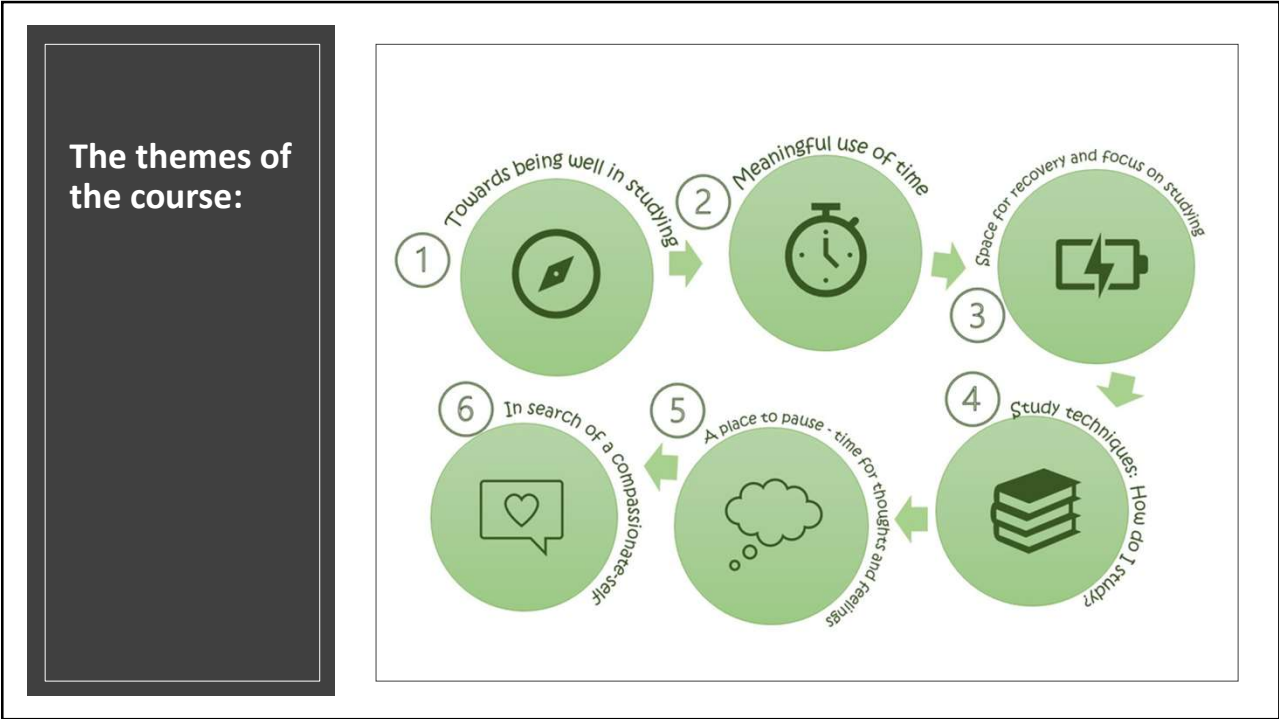 The themes of
the course:
1
Towards being well in studying
2
Meaningful use of time
3
Space for recovery and focus on studying
4
Study techniques: How do I study?
5
A place to pause - time for thoughts and feelings
6
In search of a compassionate-self